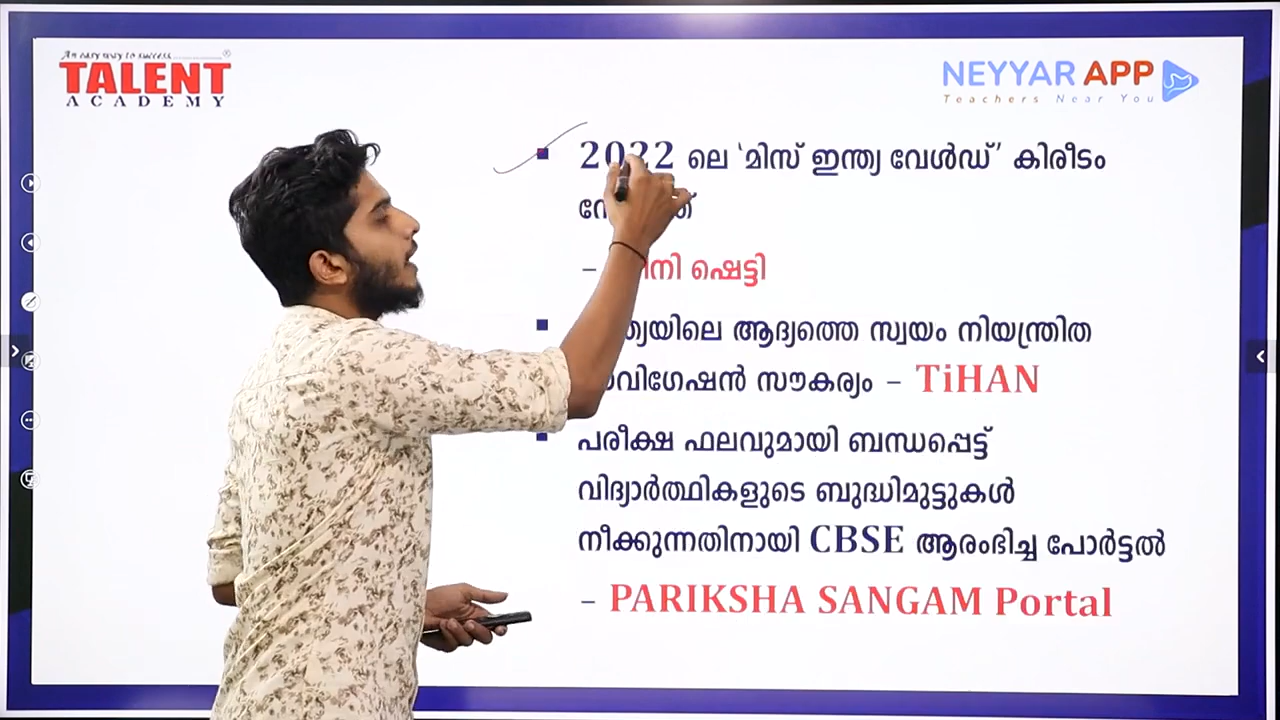 An easy way to success.......... ®
TALENT
ACADEMY
NEYYAR APP
Teachers Near You
2022 ലെ ‘മിസ് ഇന്ത്യ വേൾഡ്’ കിരീടം
– ഷെട്ടി
ആദ്യത്തെ സ്വയം നിയന്ത്രിത
സൗകര്യം – TiHAN
പരീക്ഷ ഫലവുമായി ബന്ധപ്പെട്ട്
വിദ്യാർത്ഥികളുടെ ബുദ്ധിമുട്ടുകൾ
നീക്കുന്നതിനായി CBSE ആരംഭിച്ച പോർട്ടൽ
– PARIKSHA SANGAM Portal